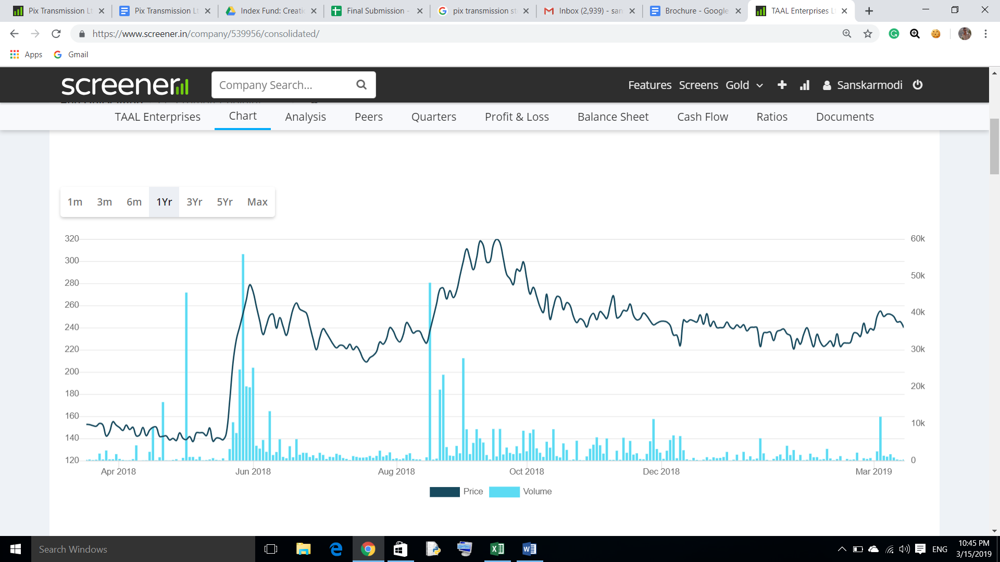 Pix Transmission Lt
Pix Transmission Lt
Index Fund: Creatio
Final Submission -
pix transmission st
Inbox (2,939) - san
Brochure - Google
TAAL Enterprises Lt
https://www.screener.in/company/539956/consolidated/
Apps
Gmail
screener
Company Search...
Features Screens Gold
Sanskarmodi
TAAL Enterprises
Chart
Analysis
Peers
Quarters
Profit & Loss
Balance Sheet
Cash Flow
Ratios
Documents
1m 3m 6m 1Yr 3Yr 5Yr Max
320
300
280
260
240
220
200
180
160
140
120
60k
50k
40k
30k
20k
10k
0
Apr 2018
Jun 2018
Aug 2018
Oct 2018
Dec 2018
Mar 2019
Price
Volume
Search Windows
ENG
10:45 PM
3/15/2019